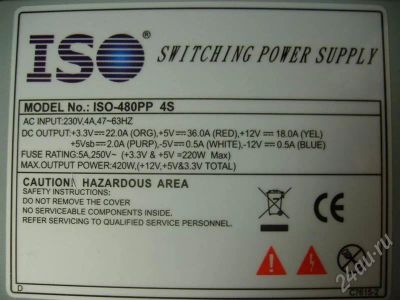 ISO SWITCHING POWER SUPPLY
MODEL No.: ISO-480PP 4S
AC INPUT:230V,4A,47~63HZ
DC OUTPUT:+3.3V=22.0A (ORG),+5V=36.0A (RED),+12V=18.0A (YEL)
+5Vsb=2.0A (PURP),-5V=0.5A (WHITE),-12V=0.5A (BLUE)
FUSE RATING:5A,250V~ (+3.3V & +5V =220W Max)
MAX.OUTPUT POWER:420W,(+12V,+5V&3.3V TOTAL)
CAUTION! HAZARDOUS AREA
SAFETY INSTRUCTIONS:
DO NOT REMOVE THE COVER
NO SERVICEABLE COMPONENTS INSIDE.
REFER SERVICING TO QUALIFIED SERVICE PERSONNEL.
CE
D
24au.ru